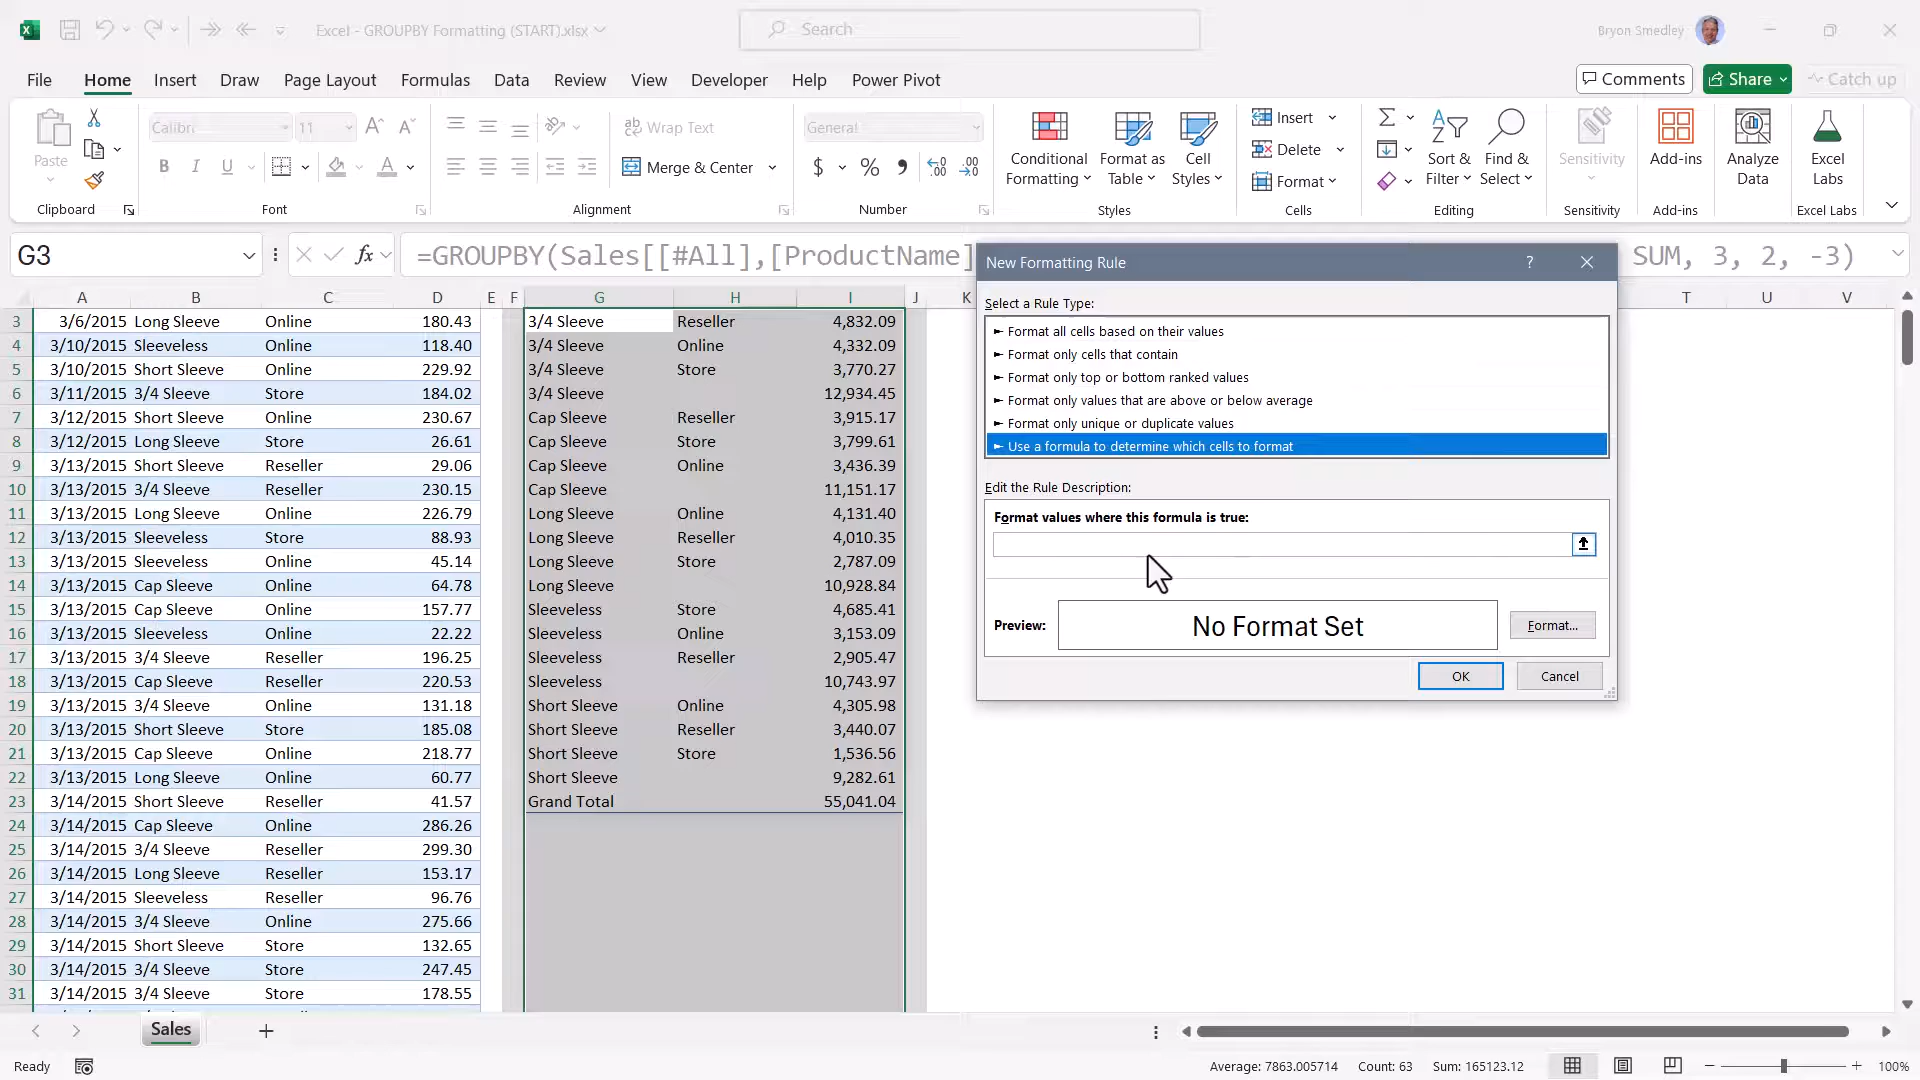 Excel - GROUPBY Formatting (START).xlsx
Search
Bryon Smedley
File Home Insert Draw Page Layout Formulas Data Review View Developer Help Power Pivot
Comments Share Catch up
Paste
Calibri 11
B I U
Wrap Text
Merge & Center
General
$ % ,
Conditional Formatting
Format as Table
Cell Styles
Insert
Delete
Format
Sort & Filter
Find & Select
Sensitivity
Add-ins
Analyze Data
Excel Labs
Clipboard Font Alignment Number Styles Cells Editing Sensitivity Add-ins Excel Labs
G3 fx =GROUPBY(Sales[[#All],[ProductName] SUM, 3, 2, -3)
A B C D E F G H I J K T U V
3 3/6/2015 Long Sleeve Online 180.43 3/4 Sleeve Reseller 4,832.09
4 3/10/2015 Sleeveless Online 118.40 3/4 Sleeve Online 4,332.09
5 3/10/2015 Short Sleeve Online 229.92 3/4 Sleeve Store 3,770.27
6 3/11/2015 3/4 Sleeve Store 184.02 3/4 Sleeve 12,934.45
7 3/12/2015 Short Sleeve Online 230.67 Cap Sleeve Reseller 3,915.17
8 3/12/2015 Long Sleeve Store 26.61 Cap Sleeve Store 3,799.61
9 3/13/2015 Short Sleeve Reseller 29.06 Cap Sleeve Online 3,436.39
10 3/13/2015 3/4 Sleeve Reseller 230.15 Cap Sleeve 11,151.17
11 3/13/2015 Long Sleeve Online 226.79 Long Sleeve Online 4,131.40
12 3/13/2015 Sleeveless Store 88.93 Long Sleeve Reseller 4,010.35
13 3/13/2015 Sleeveless Online 45.14 Long Sleeve Store 2,787.09
14 3/13/2015 Cap Sleeve Online 64.78 Long Sleeve 10,928.84
15 3/13/2015 Cap Sleeve Online 157.77 Sleeveless Store 4,685.41
16 3/13/2015 Sleeveless Online 22.22 Sleeveless Online 3,153.09
17 3/13/2015 3/4 Sleeve Reseller 196.25 Sleeveless Reseller 2,905.47
18 3/13/2015 Cap Sleeve Reseller 220.53 Sleeveless 10,743.97
19 3/13/2015 3/4 Sleeve Online 131.18 Short Sleeve Online 4,305.98
20 3/13/2015 Short Sleeve Store 185.08 Short Sleeve Reseller 3,440.07
21 3/13/2015 Cap Sleeve Online 218.77 Short Sleeve Store 1,536.56
22 3/13/2015 Long Sleeve Online 60.77 Short Sleeve 9,282.61
23 3/14/2015 Short Sleeve Reseller 41.57 Grand Total 55,041.04
24 3/14/2015 Cap Sleeve Online 286.26
25 3/14/2015 3/4 Sleeve Reseller 299.30
26 3/14/2015 Long Sleeve Reseller 153.17
27 3/14/2015 Sleeveless Reseller 96.76
28 3/14/2015 3/4 Sleeve Online 275.66
29 3/14/2015 Short Sleeve Store 132.65
30 3/14/2015 3/4 Sleeve Store 247.45
31 3/14/2015 3/4 Sleeve Store 178.55
New Formatting Rule
Select a Rule Type:
► Format all cells based on their values
► Format only cells that contain
► Format only top or bottom ranked values
► Format only values that are above or below average
► Format only unique or duplicate values
► Use a formula to determine which cells to format
Edit the Rule Description:
Format values where this formula is true:
Preview: No Format Set Format...
OK Cancel
Sales
Ready Average: 7863.005714 Count: 63 Sum: 165123.12 100%